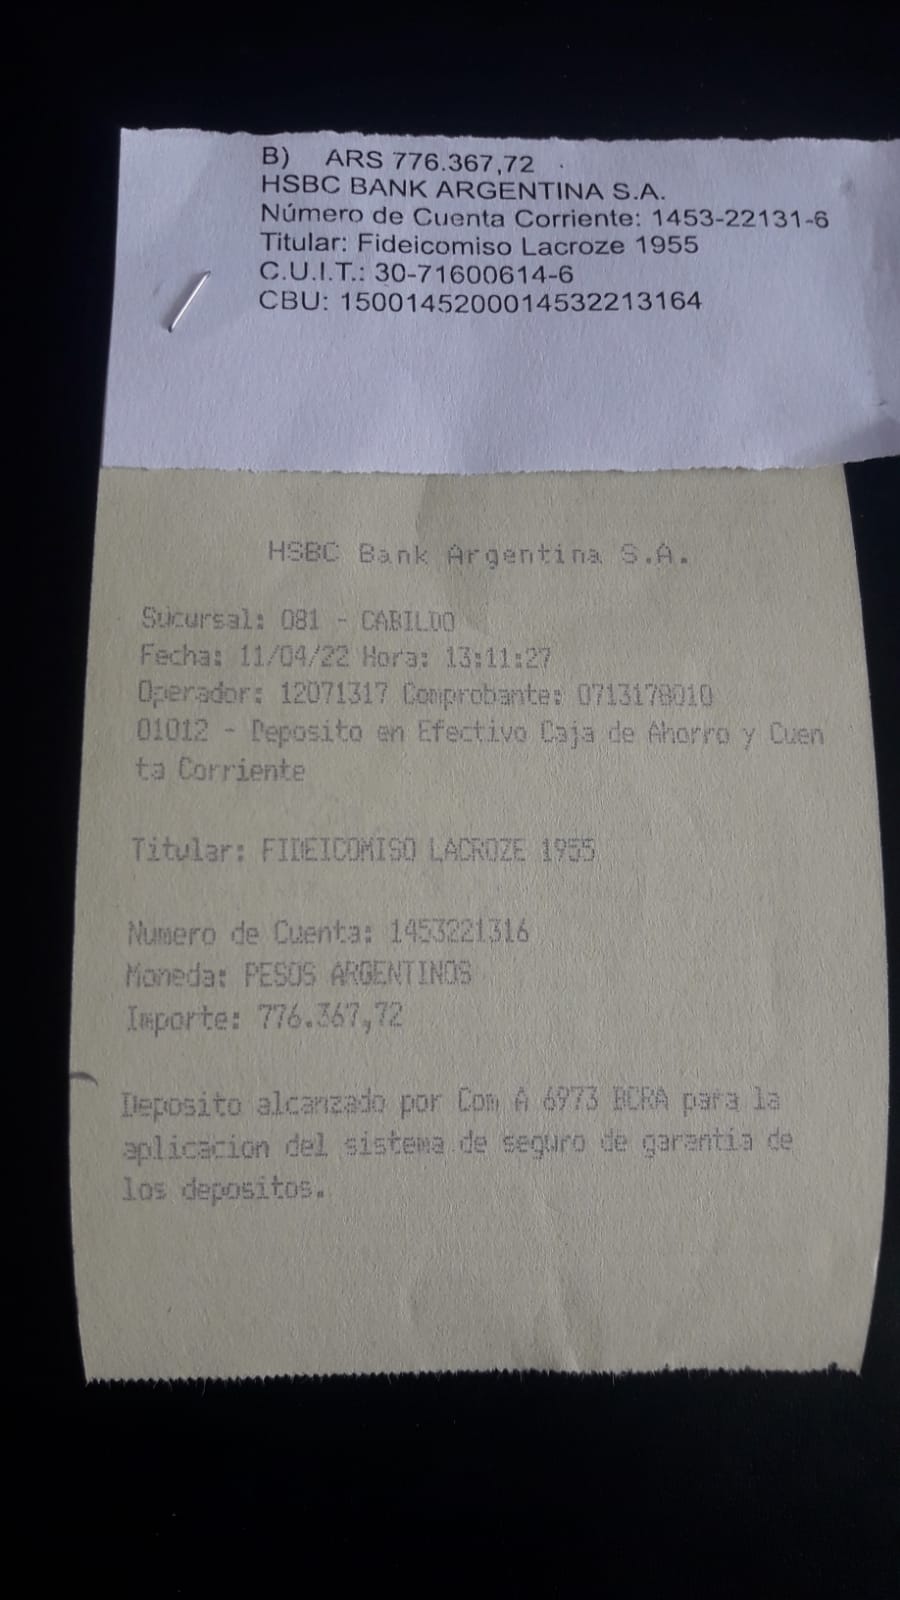 B) ARS 776.367,72
HSBC BANK ARGENTINA S.A.
Número de Cuenta Corriente: 1453-22131-6
Titular: Fideicomiso Lacroze 1955
C.U.I.T.: 30-71600614-6
CBU: 1500145200014532213164
HSBC Bank Argentina S.A.
Sucursal: 081 - CABILDO
Fecha: 11/04/22 Hora: 13:11:27
Operador: 12071317 Comprobante: 0713178010
01012 - Deposito en Efectivo Caja de Ahorro y Cuen
ta Corriente
Titular: FIDEICOMISO LACROZE 1955
Numero de Cuenta: 1453221316
Moneda: PESOS ARGENTINOS
Importe: 776.367,72
Deposito alcanzado por Com A 6973 BCRA para la
aplicacion del sistema de seguro de garantia de
los depositos.